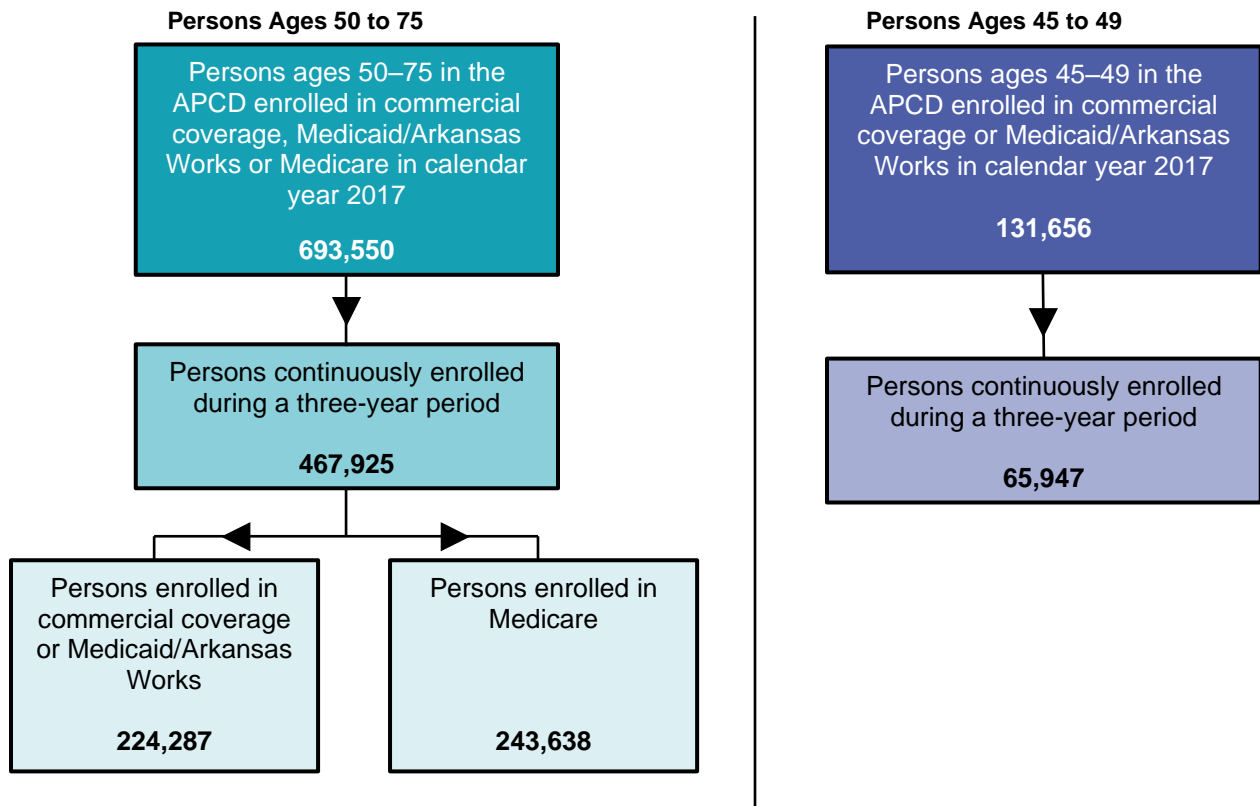 Persons Ages 50 to 75
Persons ages 50–75 in the
APCD enrolled in commercial
coverage, Medicaid/Arkansas
Works or Medicare in calendar
year 2017
693,550
Persons continuously enrolled
during a three-year period
467,925
Persons enrolled in
commercial coverage
or Medicaid/Arkansas
Works
224,287
Persons enrolled in
Medicare
243,638
Persons Ages 45 to 49
Persons ages 45–49 in the
APCD enrolled in commercial
coverage or Medicaid/Arkansas
Works in calendar year 2017
131,656
Persons continuously enrolled
during a three-year period
65,947